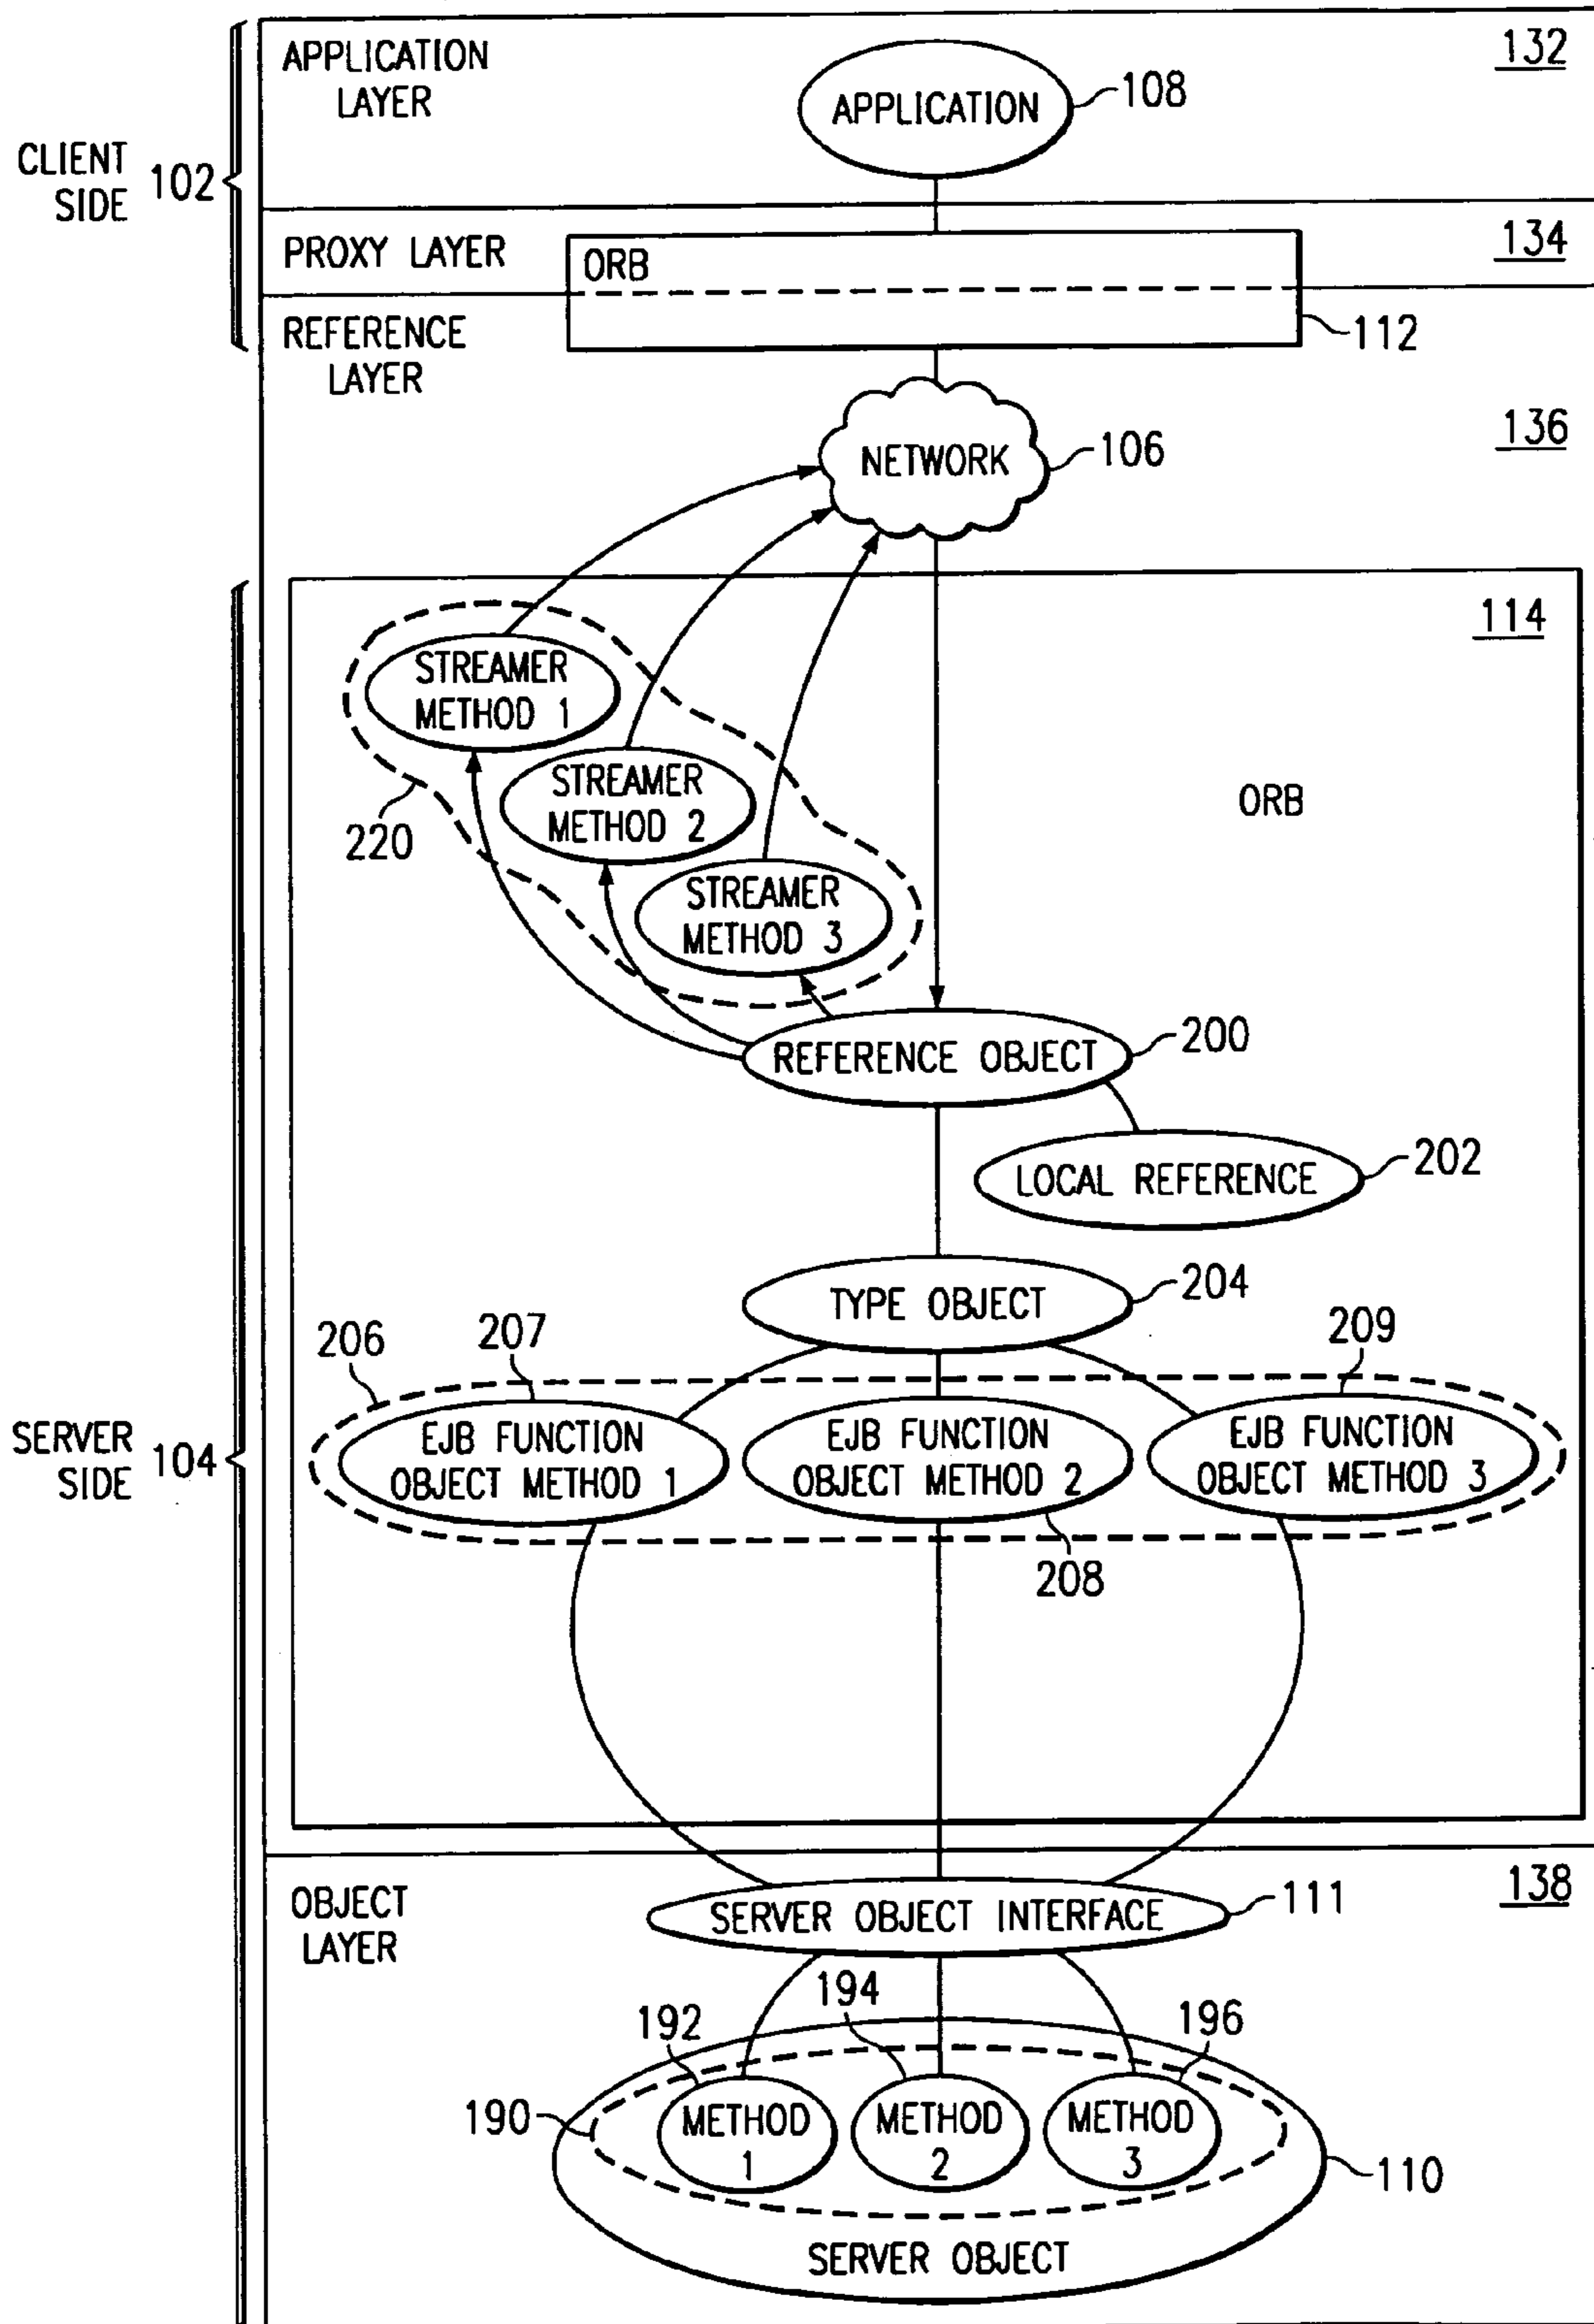 APPLICATION
LAYER
132
APPLICATION
108
CLIENT
SIDE
102
PROXY LAYER
134
ORB
REFERENCE
LAYER
112
136
NETWORK
106
114
STREAMER
METHOD 1
STREAMER
METHOD 2
ORB
220
STREAMER
METHOD 3
REFERENCE OBJECT
200
LOCAL REFERENCE
202
TYPE OBJECT
204
206
207
209
SERVER
SIDE
104
EJB FUNCTION
OBJECT METHOD 1
EJB FUNCTION
OBJECT METHOD 2
EJB FUNCTION
OBJECT METHOD 3
208
OBJECT
LAYER
138
SERVER OBJECT INTERFACE
111
192
194
196
190
METHOD
1
METHOD
2
METHOD
3
110
SERVER OBJECT